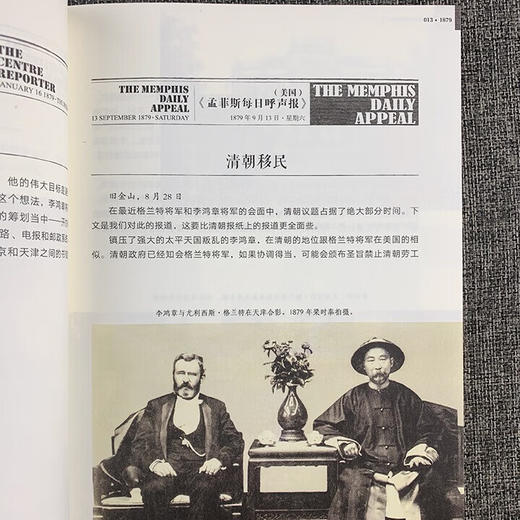 THE
CENTRE
REPORTER
JANUARY 16 1879
他的伟大目标是
这个想法，李鸿章
的筹划当中——开
路、电报和邮政系
京和天津之间的
013 • 1879
THE MEMPHIS
DAILY
APPEAL
13 SEPTEMBER 1879 • SATURDAY
（美国）
《孟菲斯每日呼声报》
1879 年 9 月 13 日 · 星期六
THE MEMPHIS
DAILY
APPEAL
清朝移民
旧金山，8 月 28 日
在最近格兰特将军和李鸿章将军的会面中，清朝议题占据了绝大部分时间。下
文是我们对此的报道，这要比清朝报纸上的报道更全面些。
镇压了强大的太平天国叛乱的李鸿章，在清朝的地位跟格兰特将军在美国的相
似。清朝政府已经知会格兰特将军，如果协调得当，可能会颁布圣旨禁止清朝劳工
李鸿章与尤利西斯·格兰特在天津合影，1879 年梁时泰拍摄。